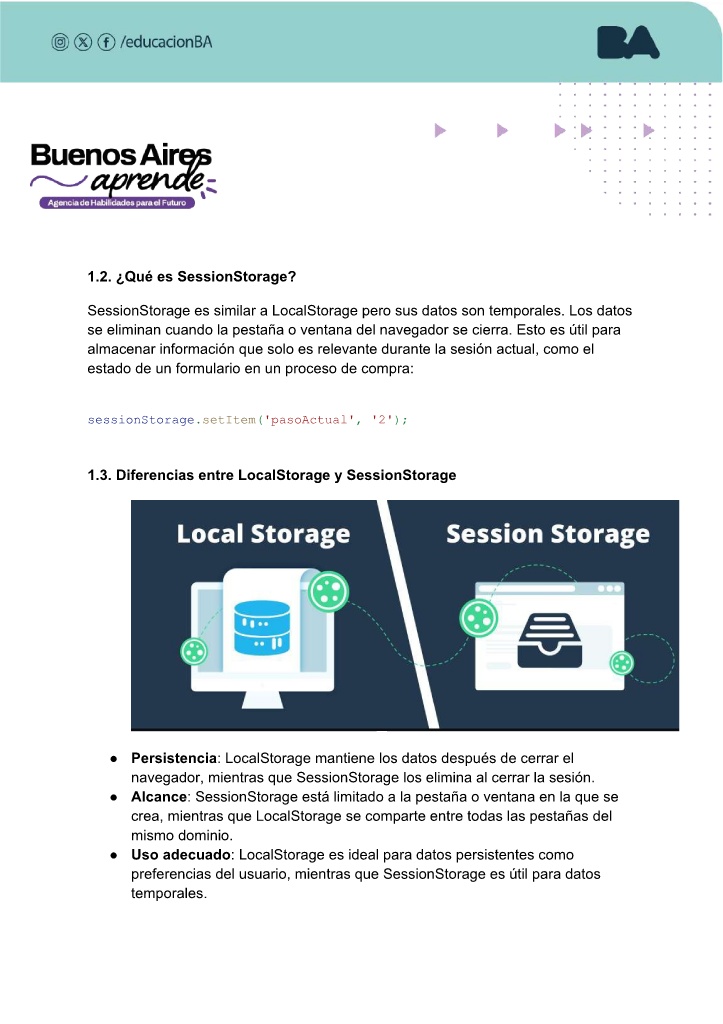 /educacionBA
BA
Buenos Aires
aprende
Agencia de Habilidades para el Futuro
1.2. ¿Qué es SessionStorage?
SessionStorage es similar a LocalStorage pero sus datos son temporales. Los datos
se eliminan cuando la pestaña o ventana del navegador se cierra. Esto es útil para
almacenar información que solo es relevante durante la sesión actual, como el
estado de un formulario en un proceso de compra:
sessionStorage.setItem('pasoActual', '2');
1.3. Diferencias entre LocalStorage y SessionStorage
Local Storage
Session Storage
● Persistencia: LocalStorage mantiene los datos después de cerrar el
navegador, mientras que SessionStorage los elimina al cerrar la sesión.
● Alcance: SessionStorage está limitado a la pestaña o ventana en la que se
crea, mientras que LocalStorage se comparte entre todas las pestañas del
mismo dominio.
● Uso adecuado: LocalStorage es ideal para datos persistentes como
preferencias del usuario, mientras que SessionStorage es útil para datos
temporales.